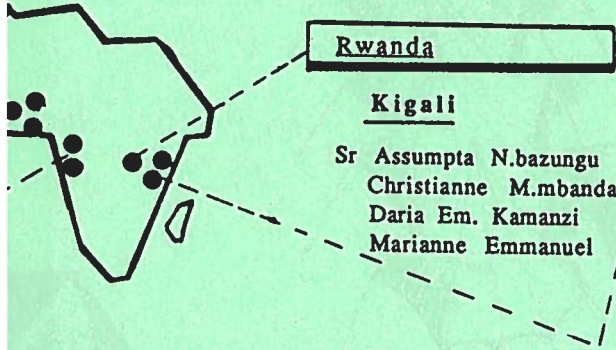 Rwanda
Kigali
Sr Assumpta N.bazungu
Christianne M.mbanda
Daria Em. Kamanzi
Marianne Emmanuel